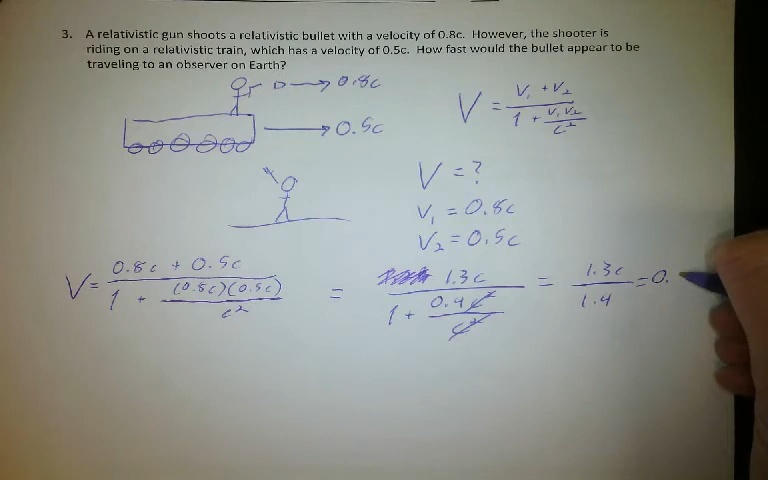 3. A relativistic gun shoots a relativistic bullet with a velocity of 0.8c. However, the shooter is
riding on a relativistic train, which has a velocity of 0.5c. How fast would the bullet appear to be
traveling to an observer on Earth?
0.8c
0.5c
V = V₁ + V₂ / 1 + V₁V₂ / c²
V = ?
V₁ = 0.8c
V₂ = 0.5c
V = 0.8c + 0.5c / 1 + (0.8c)(0.5c) / c² = 1.3c / 1 + 0.4c² / c² = 1.3c / 1.4 = 0.